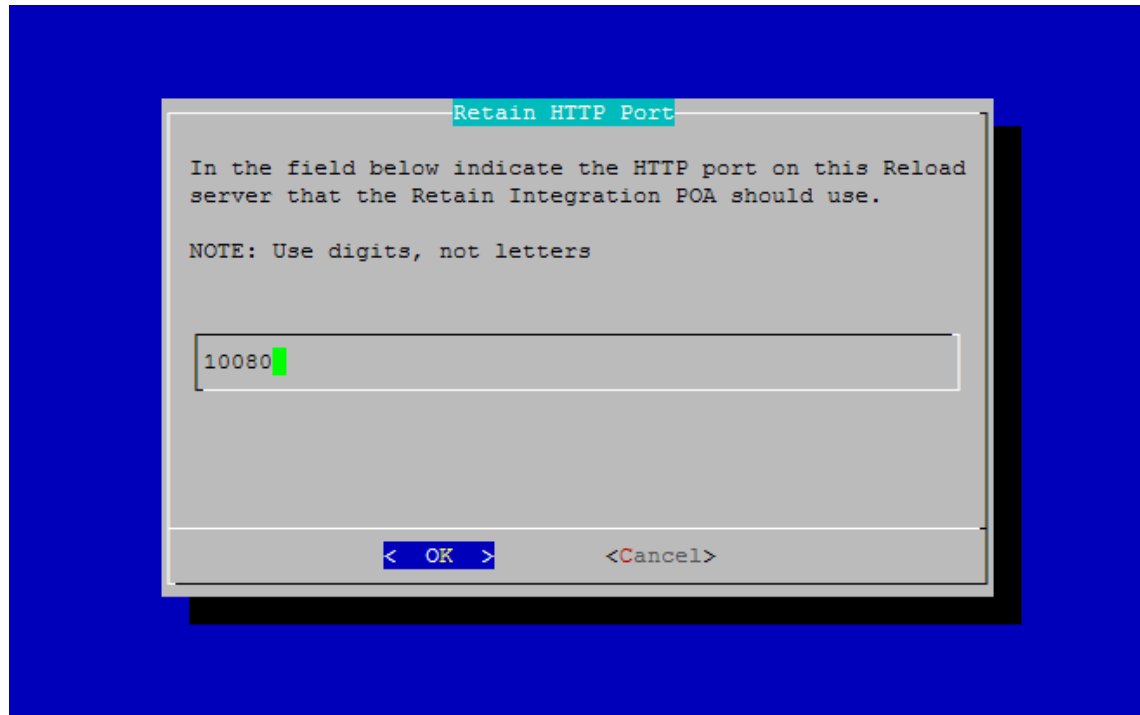 Retain HTTP Port
In the field below indicate the HTTP port on this Reload
server that the Retain Integration POA should use.
NOTE: Use digits, not letters
10080
< OK > <Cancel>